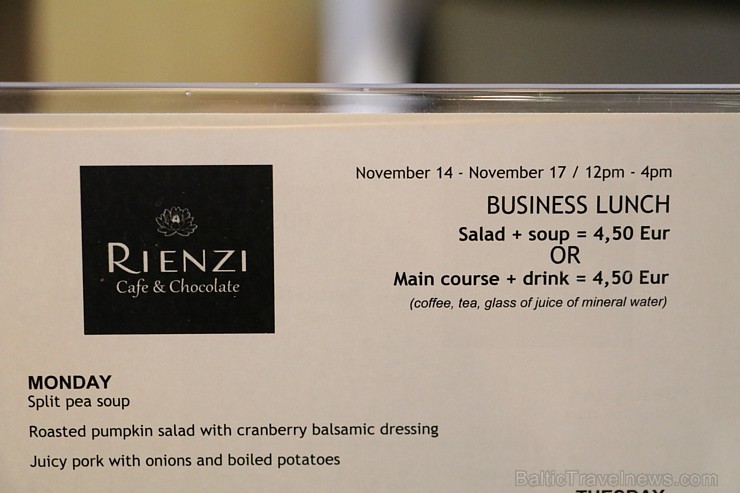 RIENZI
Cafe & Chocolate
November 14 - November 17 / 12pm - 4pm
BUSINESS LUNCH
Salad + soup = 4,50 Eur
OR
Main course + drink = 4,50 Eur
(coffee, tea, glass of juice of mineral water)
MONDAY
Split pea soup
Roasted pumpkin salad with cranberry balsamic dressing
Juicy pork with onions and boiled potatoes
TUESDAY
BalticTravelnews.com